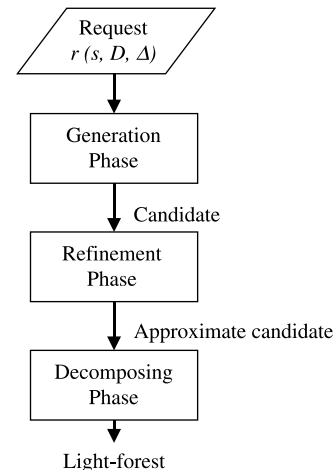 Request
r (s, D, Δ)
Generation
Phase
Candidate
Refinement
Phase
Approximate candidate
Decomposing
Phase
Light-forest